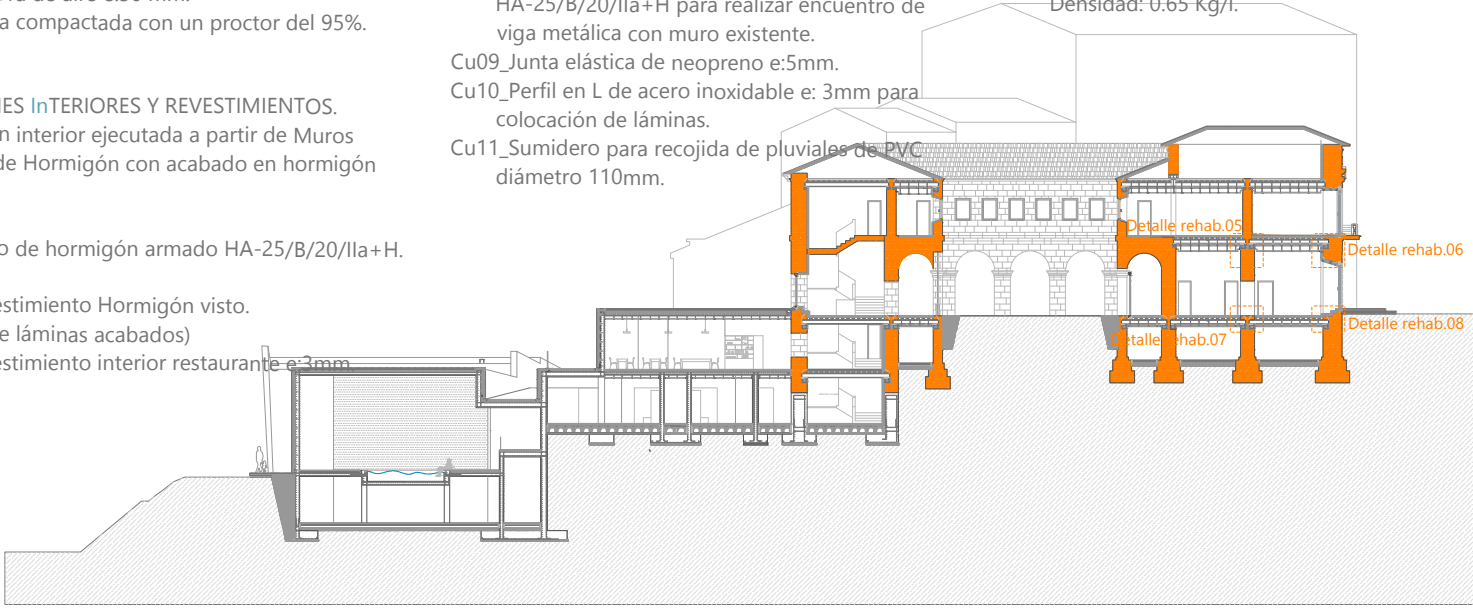 a compactada con un proctor del 95%.
ES InTERIORES Y REVESTIMIENTOS.
n interior ejecutada a partir de Muros
de Hormigón con acabado en hormigón
o de hormigón armado HA-25/B/20/IIa+H.
estimiento Hormigón visto.
e láminas acabados)
estimiento interior restaurante e:3mm.
HA-25/B/20/IIa+H para realizar encuentro de
viga metálica con muro existente.
Cu09_Junta elástica de neopreno e:5mm.
Cu10_Perfil en L de acero inoxidable e: 3mm para
colocación de láminas.
Cu11_Sumidero para recojida de pluviales de PVC
diámetro 110mm.
Densidad: 0.65 Kg/l.
Detalle rehab.05
Detalle rehab.06
Detalle rehab.07
Detalle rehab.08